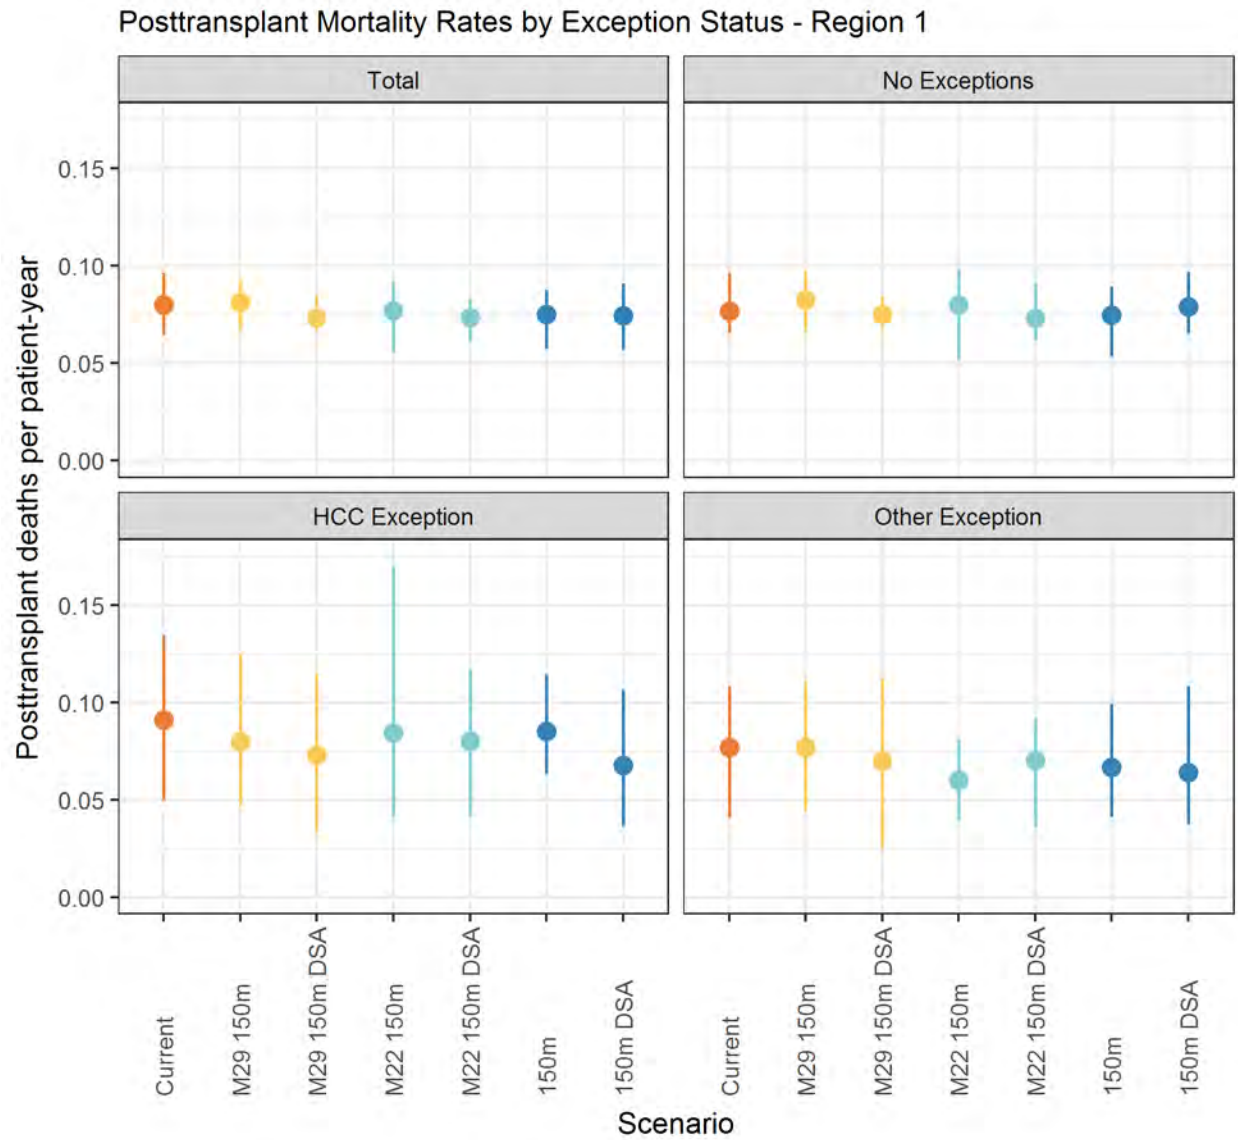 Posttransplant Mortality Rates by Exception Status - Region 1
Total
No Exceptions
0.15
0.10
0.05
0.00
HCC Exception
Other Exception
0.15
0.10
0.05
0.00
Posttransplant deaths per patient-year
Current
M29 150m
M29 150m DSA
M22 150m
M22 150m DSA
150m
150m DSA
Current
M29 150m
M29 150m DSA
M22 150m
M22 150m DSA
150m
150m DSA
Scenario